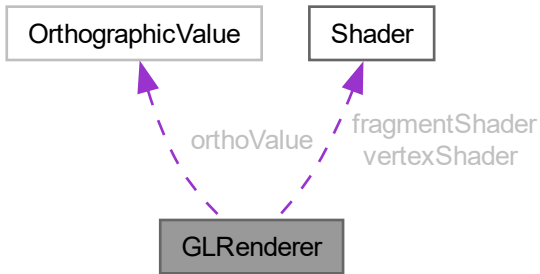 OrthographicValue
Shader
orthoValue
fragmentShader
vertexShader
GLRenderer